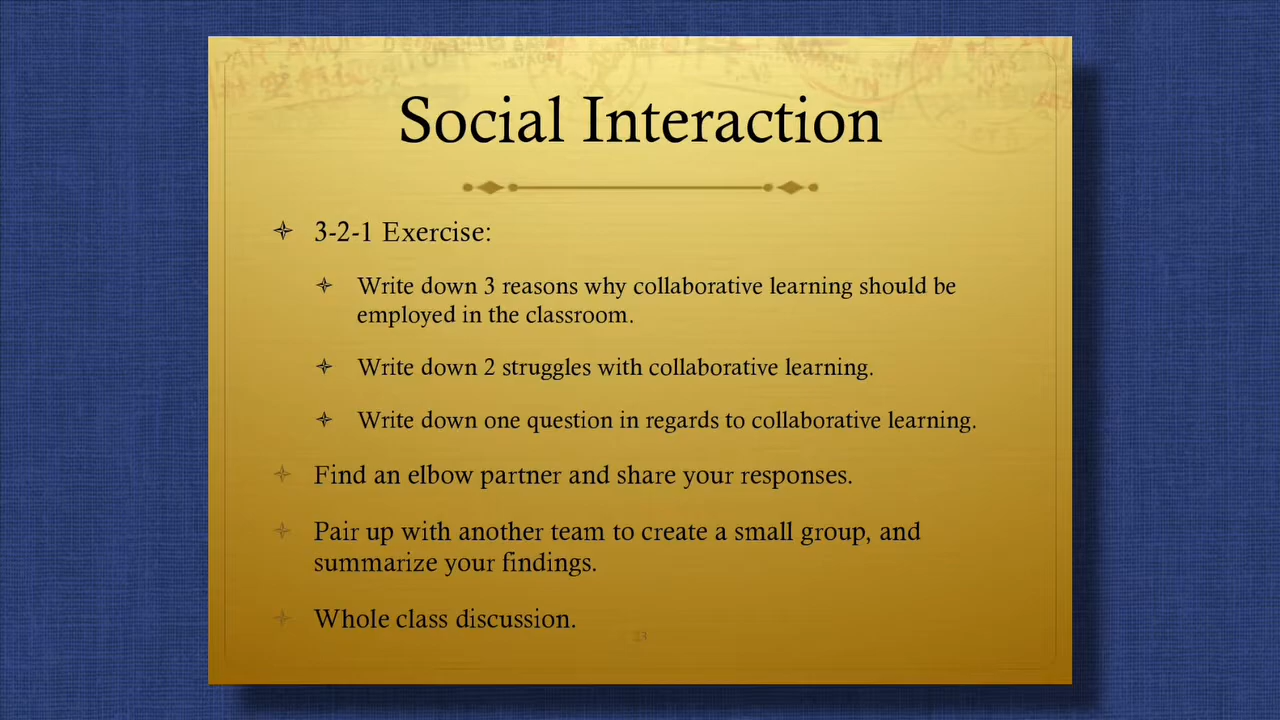 Social Interaction
3-2-1 Exercise:
Write down 3 reasons why collaborative learning should be
employed in the classroom.
Write down 2 struggles with collaborative learning.
Write down one question in regards to collaborative learning.
Find an elbow partner and share your responses.
Pair up with another team to create a small group, and
summarize your findings.
Whole class discussion.